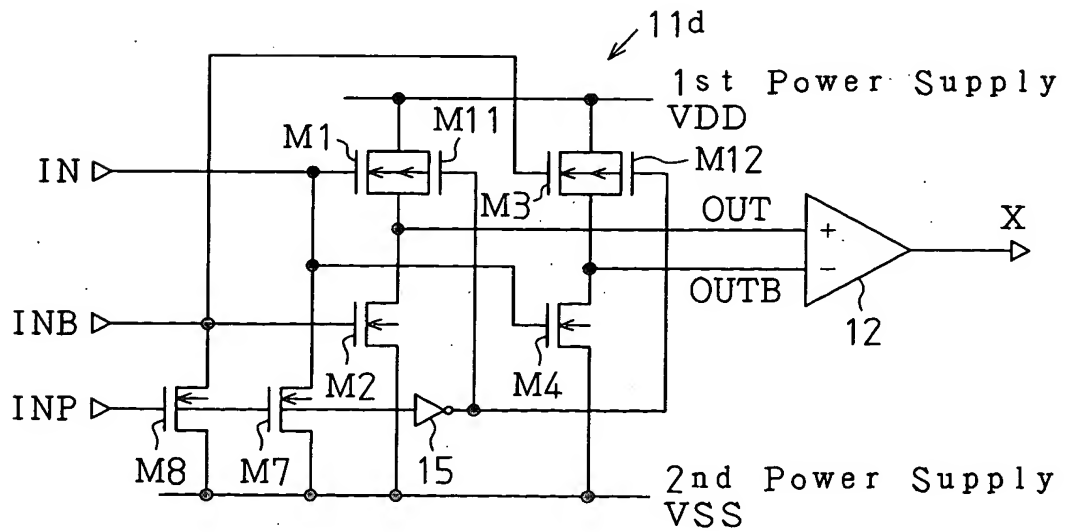 11d
1st Power Supply
VDD
M1
M11
IN
M12
M3
OUT
X
+
−
OUTB
INB
12
M2
M4
INP
M8
M7
15
2nd Power Supply
VSS